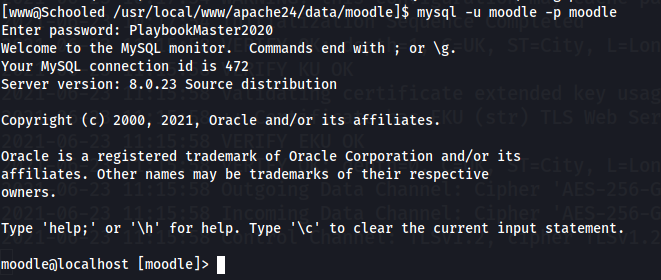 [www@Schooled /usr/local/www/apache24/data/moodle]$ mysql -u moodle -p moodle
Enter password: PlaybookMaster2020
Welcome to the MySQL monitor.  Commands end with ; or \g.
Your MySQL connection id is 472
Server version: 8.0.23 Source distribution

Copyright (c) 2000, 2021, Oracle and/or its affiliates.

Oracle is a registered trademark of Oracle Corporation and/or its
affiliates. Other names may be trademarks of their respective
owners.

Type 'help;' or '\h' for help. Type '\c' to clear the current input statement.

moodle@localhost [moodle]>